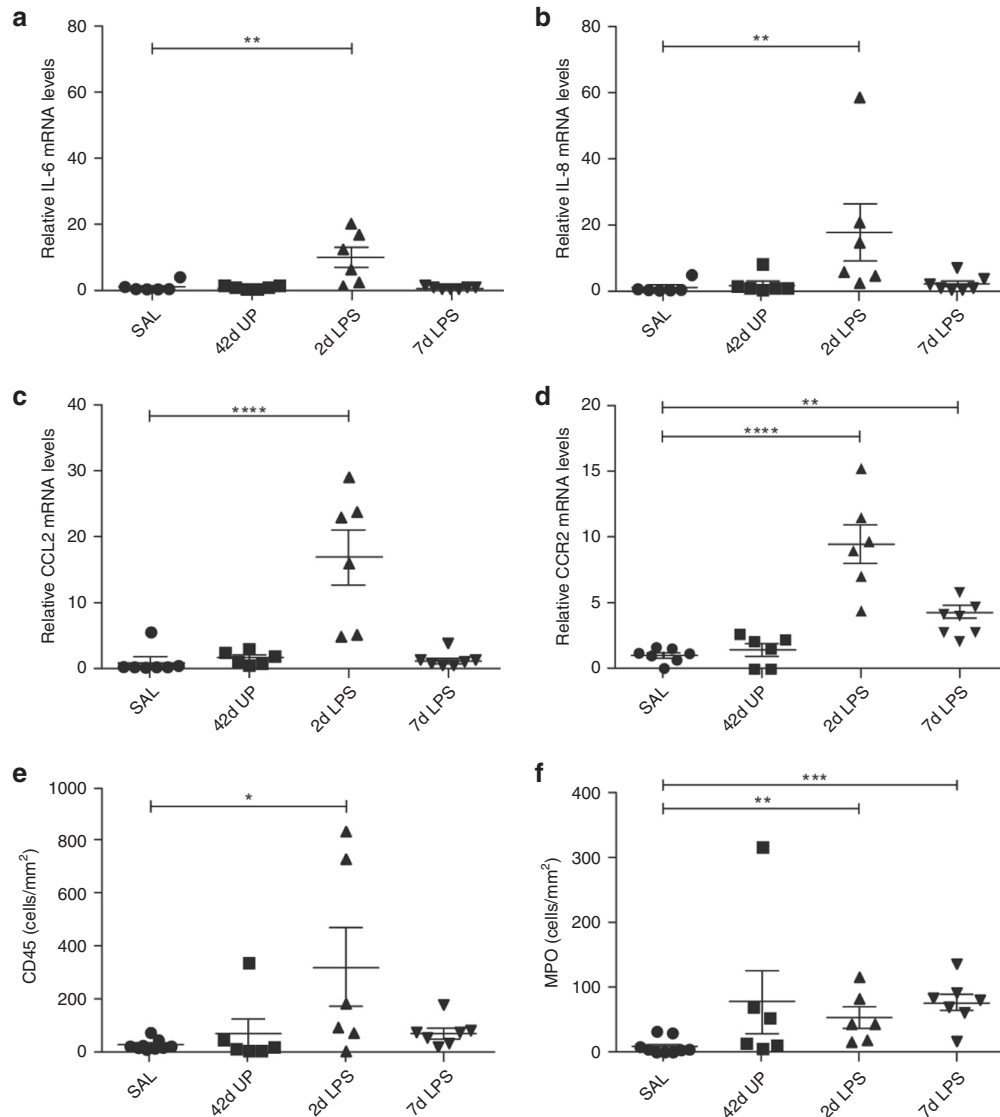 a
80
60
40
20
0
Relative IL-6 mRNA levels
**
SAL
42d UP
2d LPS
7d LPS
b
80
60
40
20
0
Relative IL-8 mRNA levels
**
SAL
42d UP
2d LPS
7d LPS
c
40
30
20
10
0
Relative CCL2 mRNA levels
****
SAL
42d UP
2d LPS
7d LPS
d
20
15
10
5
0
Relative CCR2 mRNA levels
**
****
SAL
42d UP
2d LPS
7d LPS
e
1000
800
600
400
200
0
CD45 (cells/mm²)
*
SAL
42d UP
2d LPS
7d LPS
f
400
300
200
100
0
MPO (cells/mm²)
***
**
SAL
42d UP
2d LPS
7d LPS